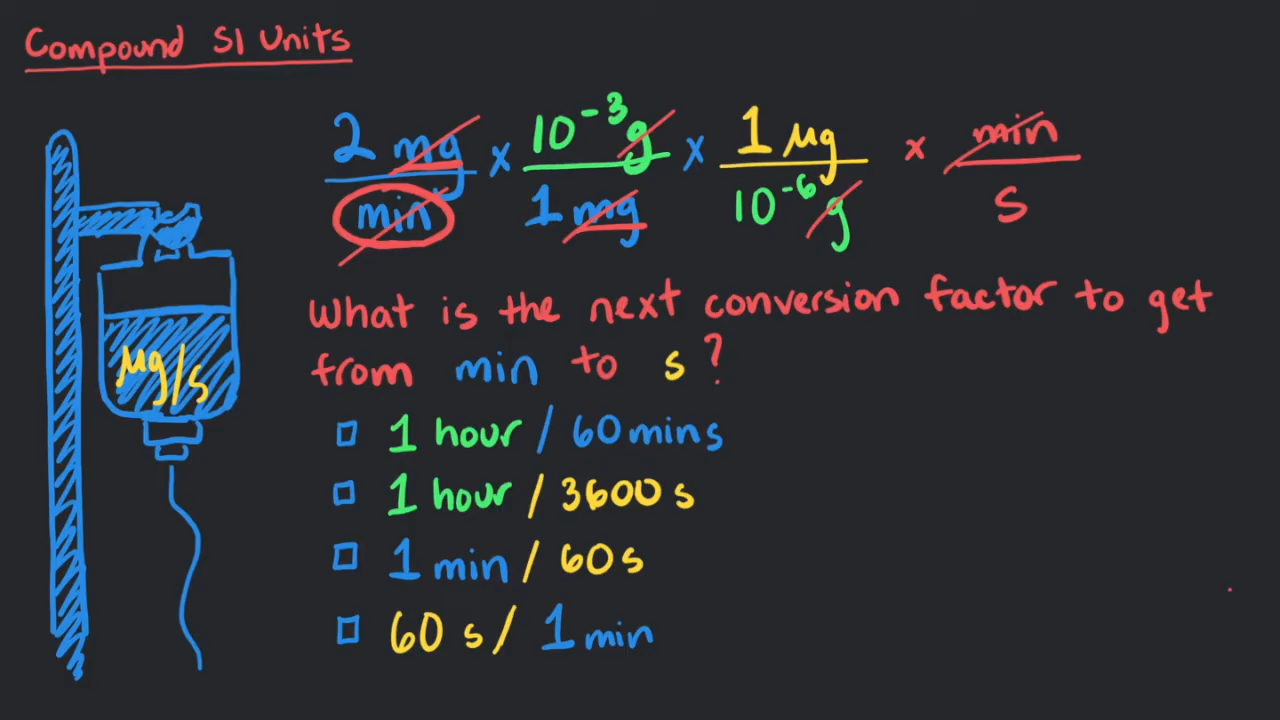 Compound SI Units
2 mg / min × 10⁻³ g / 1 mg × 1 μg / 10⁻⁶ g × min / s
What is the next conversion factor to get
from min to s?
μg/s
☐ 1 hour / 60 mins
☐ 1 hour / 3600 s
☐ 1 min / 60 s
☐ 60 s / 1 min